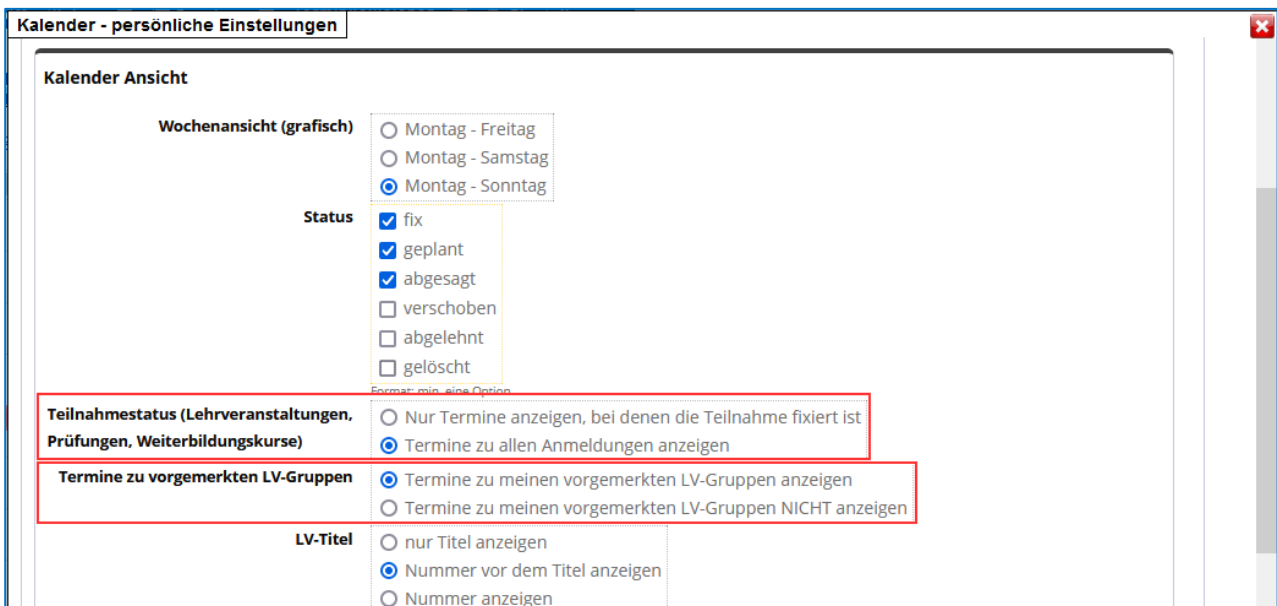 Kalender - persönliche Einstellungen
Kalender Ansicht
Wochenansicht (grafisch)
Montag - Freitag
Montag - Samstag
Montag - Sonntag
Status
fix
geplant
abgesagt
verschoben
abgelehnt
gelöscht
Format: min. eine Option
Teilnahmestatus (Lehrveranstaltungen,
Prüfungen, Weiterbildungskurse)
Nur Termine anzeigen, bei denen die Teilnahme fixiert ist
Termine zu allen Anmeldungen anzeigen
Termine zu vorgemerkten LV-Gruppen
Termine zu meinen vorgemerkten LV-Gruppen anzeigen
Termine zu meinen vorgemerkten LV-Gruppen NICHT anzeigen
LV-Titel
nur Titel anzeigen
Nummer vor dem Titel anzeigen
Nummer anzeigen